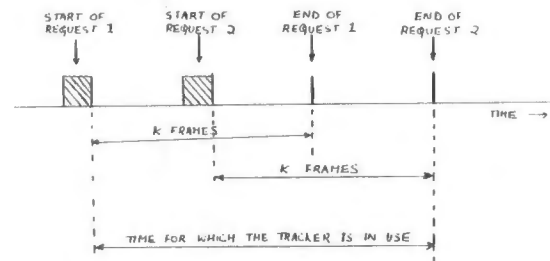 START OF
REQUEST 1
START OF
REQUEST 2
END OF
REQUEST 1
END OF
REQUEST 2
TIME →
K FRAMES
K FRAMES
TIME FOR WHICH THE TRACKER IS IN USE